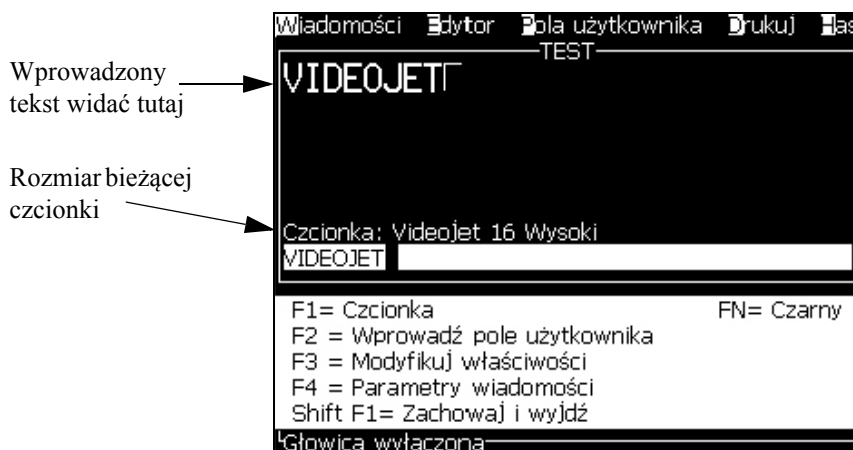 Wiadomości Edytor Pola użytkownika Drukuj Has
TEST
Wprowadzony
tekst widać tutaj
VIDEOJET
Rozmiar bieżącej
czcionki
Czcionka: Videojet 16 Wysoki
VIDEOJET
F1= Czcionka FN= Czarny
F2 = Wprowadź pole użytkownika
F3 = Modyfikuj właściwości
F4 = Parametry wiadomości
Shift F1= Zachowaj i wyjdź
Głowica wyłączona